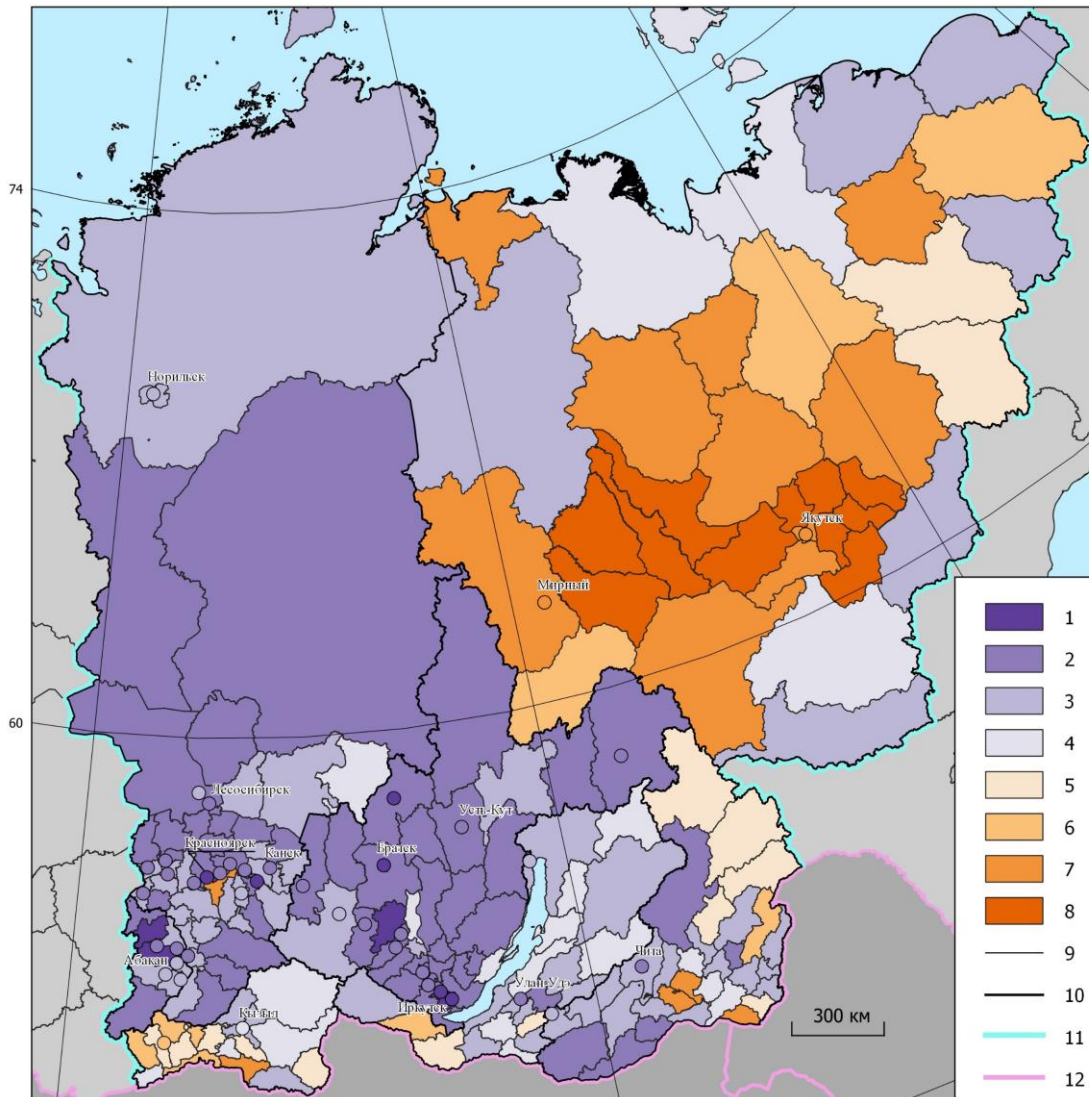 74
Норильск
Якутск
Мирный
60
Лесосибирск
Усть-Кут
Красноярск
Канск
Братск
Абакан
Чита
Улан-Удэ
Иркутск
Кызыл
300 км
1
2
3
4
5
6
7
8
9
10
11
12